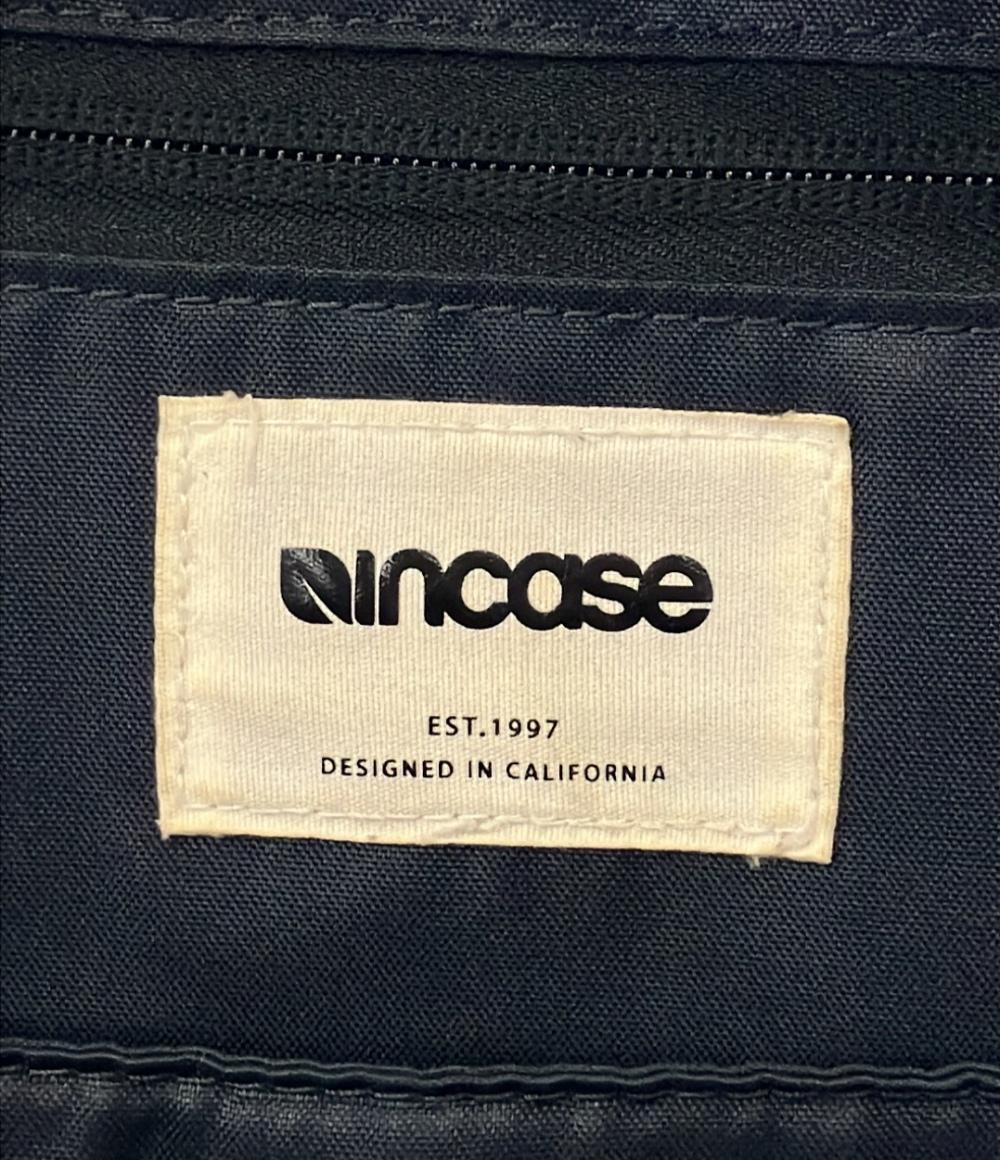 incase
EST.1997
DESIGNED IN CALIFORNIA